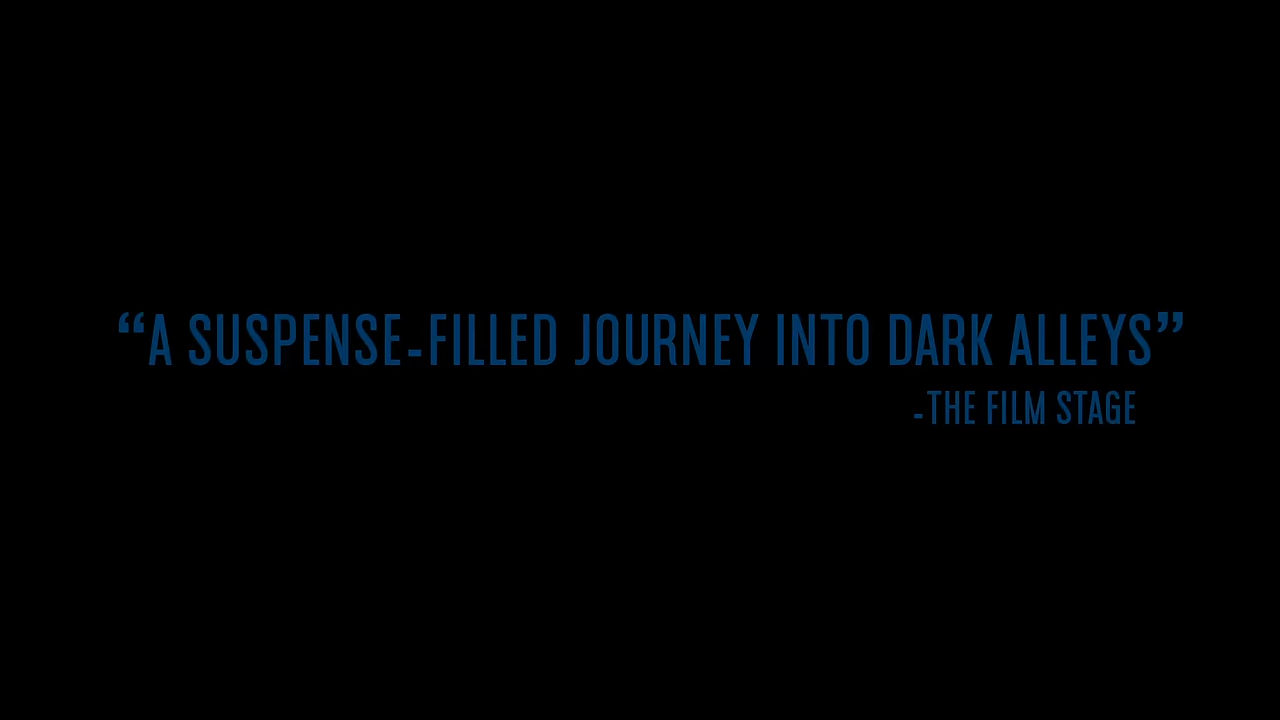 “A SUSPENSE-FILLED JOURNEY INTO DARK ALLEYS”
-THE FILM STAGE